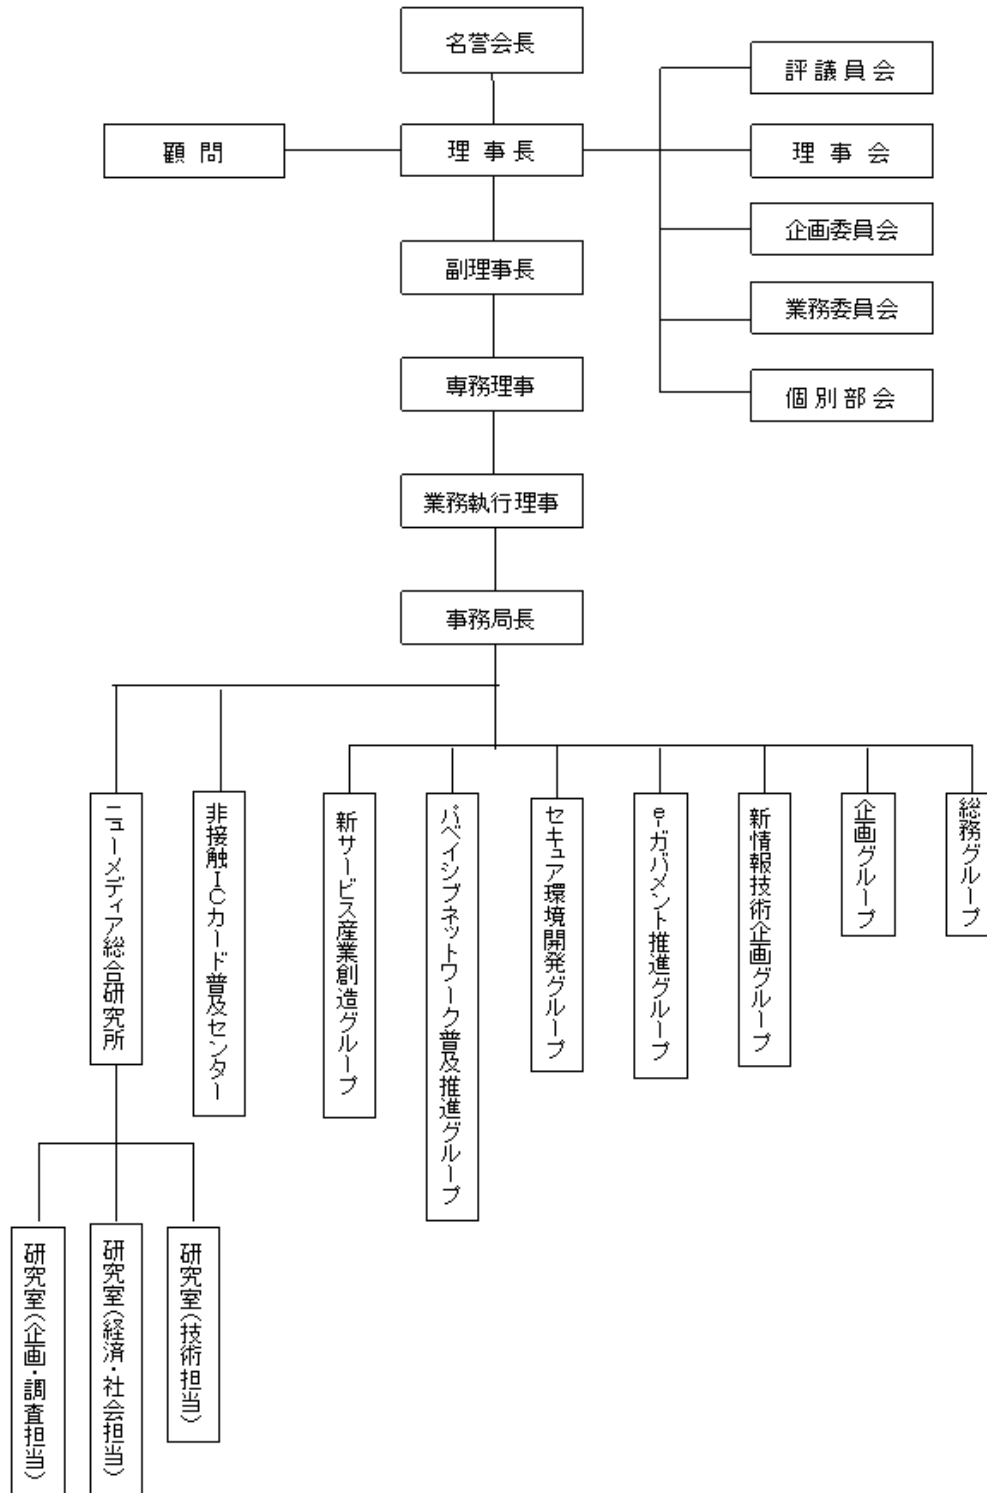 名誉会長
評議員会
顧問
理事長
理事会
企画委員会
副理事長
業務委員会
専務理事
個別部会
業務執行理事
事務局長
ニューメディア総合研究所
非接触ICカード普及センター
新サービス産業創造グループ
パベイシブネットワーク普及推進グループ
セキュア環境開発グループ
e-ガバメント推進グループ
新情報技術企画グループ
企画グループ
総務グループ
研究室(企画・調査担当)
研究室(経済・社会担当)
研究室(技術担当)